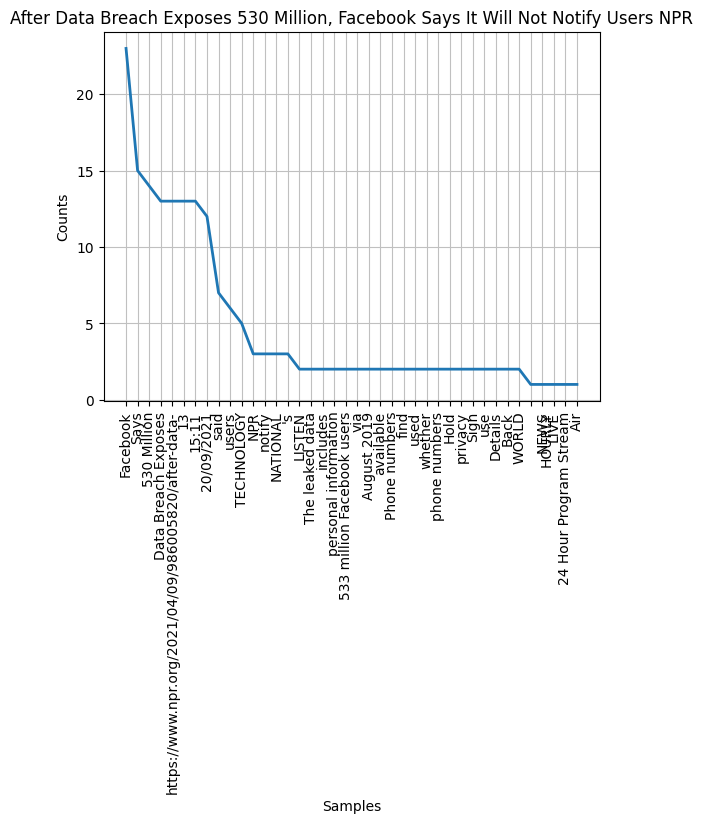 After Data Breach Exposes 530 Million, Facebook Says It Will Not Notify Users NPR
Counts
20
15
10
5
0
Facebook
Says
530 Million
Data Breach Exposes
https://www.npr.org/2021/04/09/986005820/after-data-
13
15:11
20/09/2021
said
users
TECHNOLOGY
NPR
notify
NATIONAL
's
LISTEN
The leaked data
includes
personal information
533 million Facebook users
via
August 2019
available
Phone numbers
find
used
whether
phone numbers
Hold
privacy
Sign
use
Details
Back
WORLD
LIVE
24 Hour Program Stream
Air
Samples